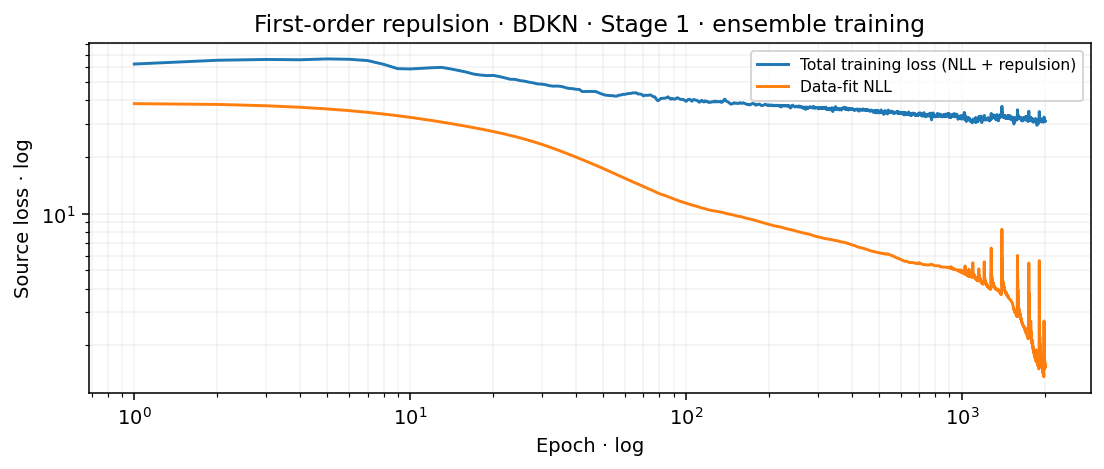 First-order repulsion · BDKN · Stage 1 · ensemble training
Total training loss (NLL + repulsion)
Data-fit NLL
Source loss · log
10¹
10⁰
10¹
10²
10³
Epoch · log